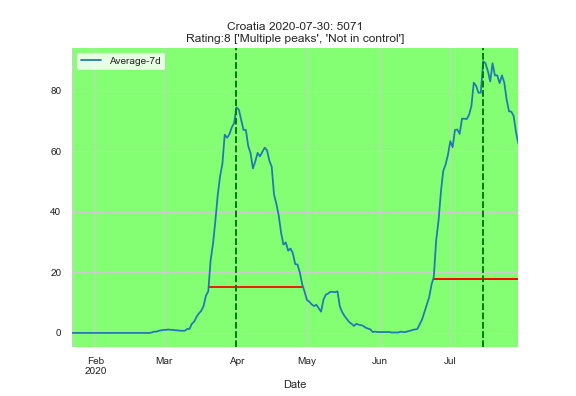 Croatia 2020-07-30: 5071
Rating:8 ['Multiple peaks', 'Not in control']
Average-7d
80
60
40
20
0
Feb Mar Apr May Jun Jul
2020
Date